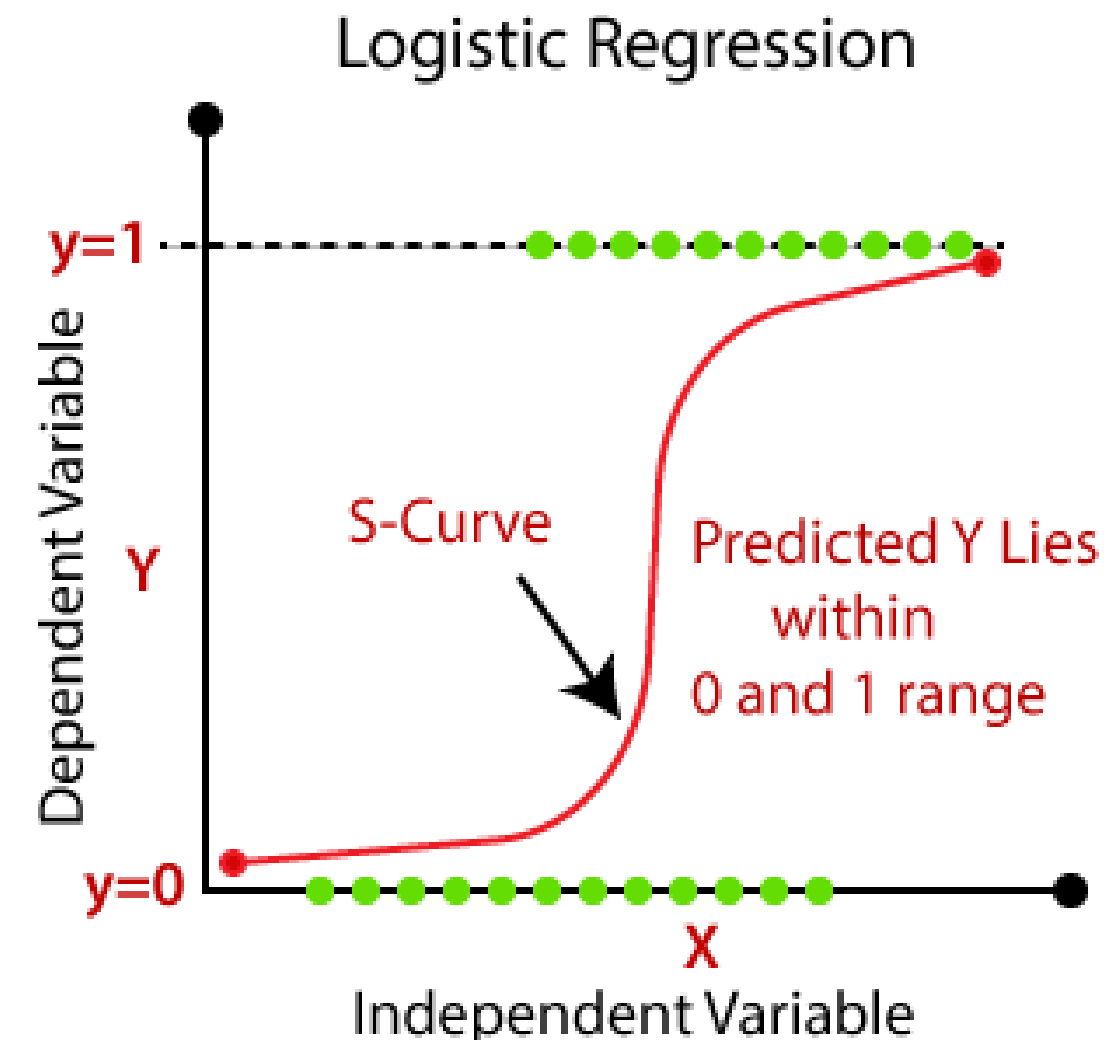 Logistic Regression
y=1
Dependent Variable
Y
S-Curve
Predicted Y Lies
within
0 and 1 range
y=0
X
Independent Variable